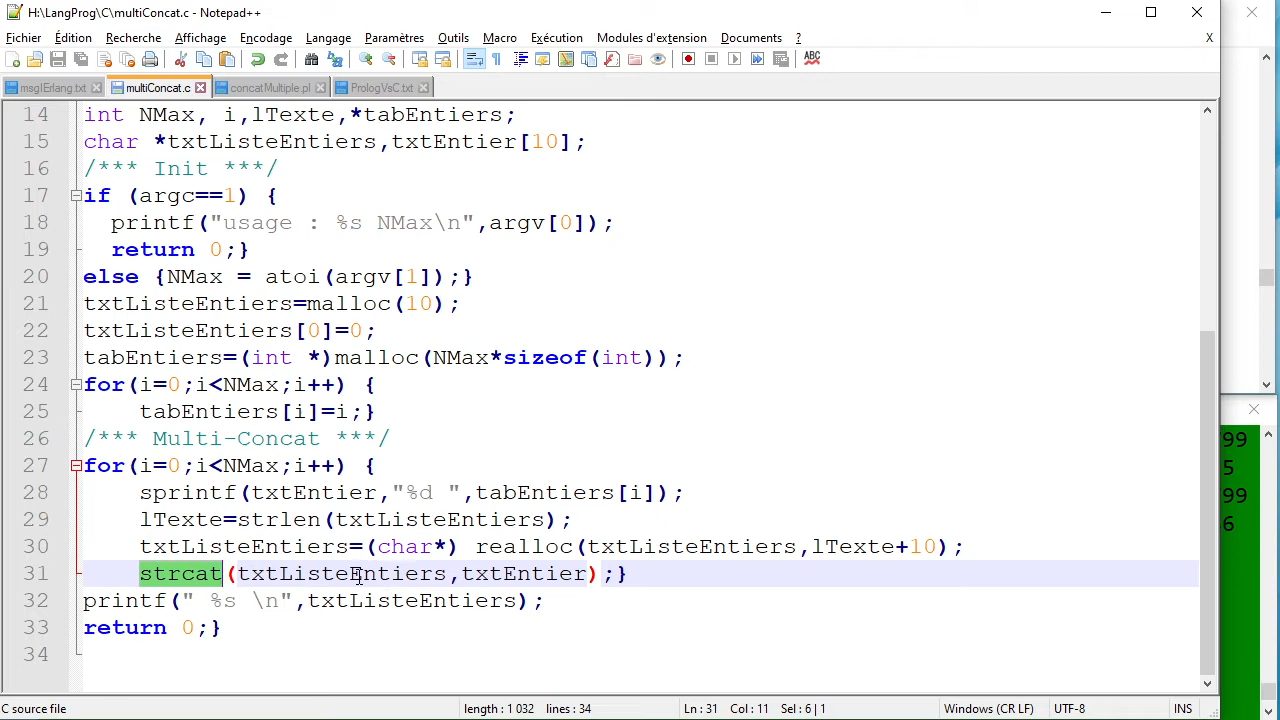 H:\LangProg\C\multiConcat.c - Notepad++
Fichier Édition Recherche Affichage Encodage Langage Paramètres Outils Macro Exécution Modules d'extension Documents ? X
ABC
msgIErlang.txt multiConcat.c concatMultiple.pl PrologVsC.txt
14 int NMax, i,lTexte,*tabEntiers;
15 char *txtListeEntiers,txtEntier[10];
16 /*** Init ***/
17 if (argc==1) {
18 printf("usage : %s NMax\n",argv[0]);
19 return 0;}
20 else {NMax = atoi(argv[1]);}
21 txtListeEntiers=malloc(10);
22 txtListeEntiers[0]=0;
23 tabEntiers=(int *)malloc(NMax*sizeof(int));
24 for(i=0;i<NMax;i++) {
25 tabEntiers[i]=i;}
26 /*** Multi-Concat ***/
27 for(i=0;i<NMax;i++) {
28 sprintf(txtEntier,"%d ",tabEntiers[i]);
29 lTexte=strlen(txtListeEntiers);
30 txtListeEntiers=(char*) realloc(txtListeEntiers,lTexte+10);
31 strcat(txtListeEntiers,txtEntier);}
32 printf(" %s \n",txtListeEntiers);
33 return 0;}
34
99
5
99
6
C source file length : 1 032 lines : 34 Ln : 31 Col : 11 Sel : 6 | 1 Windows (CR LF) UTF-8 INS